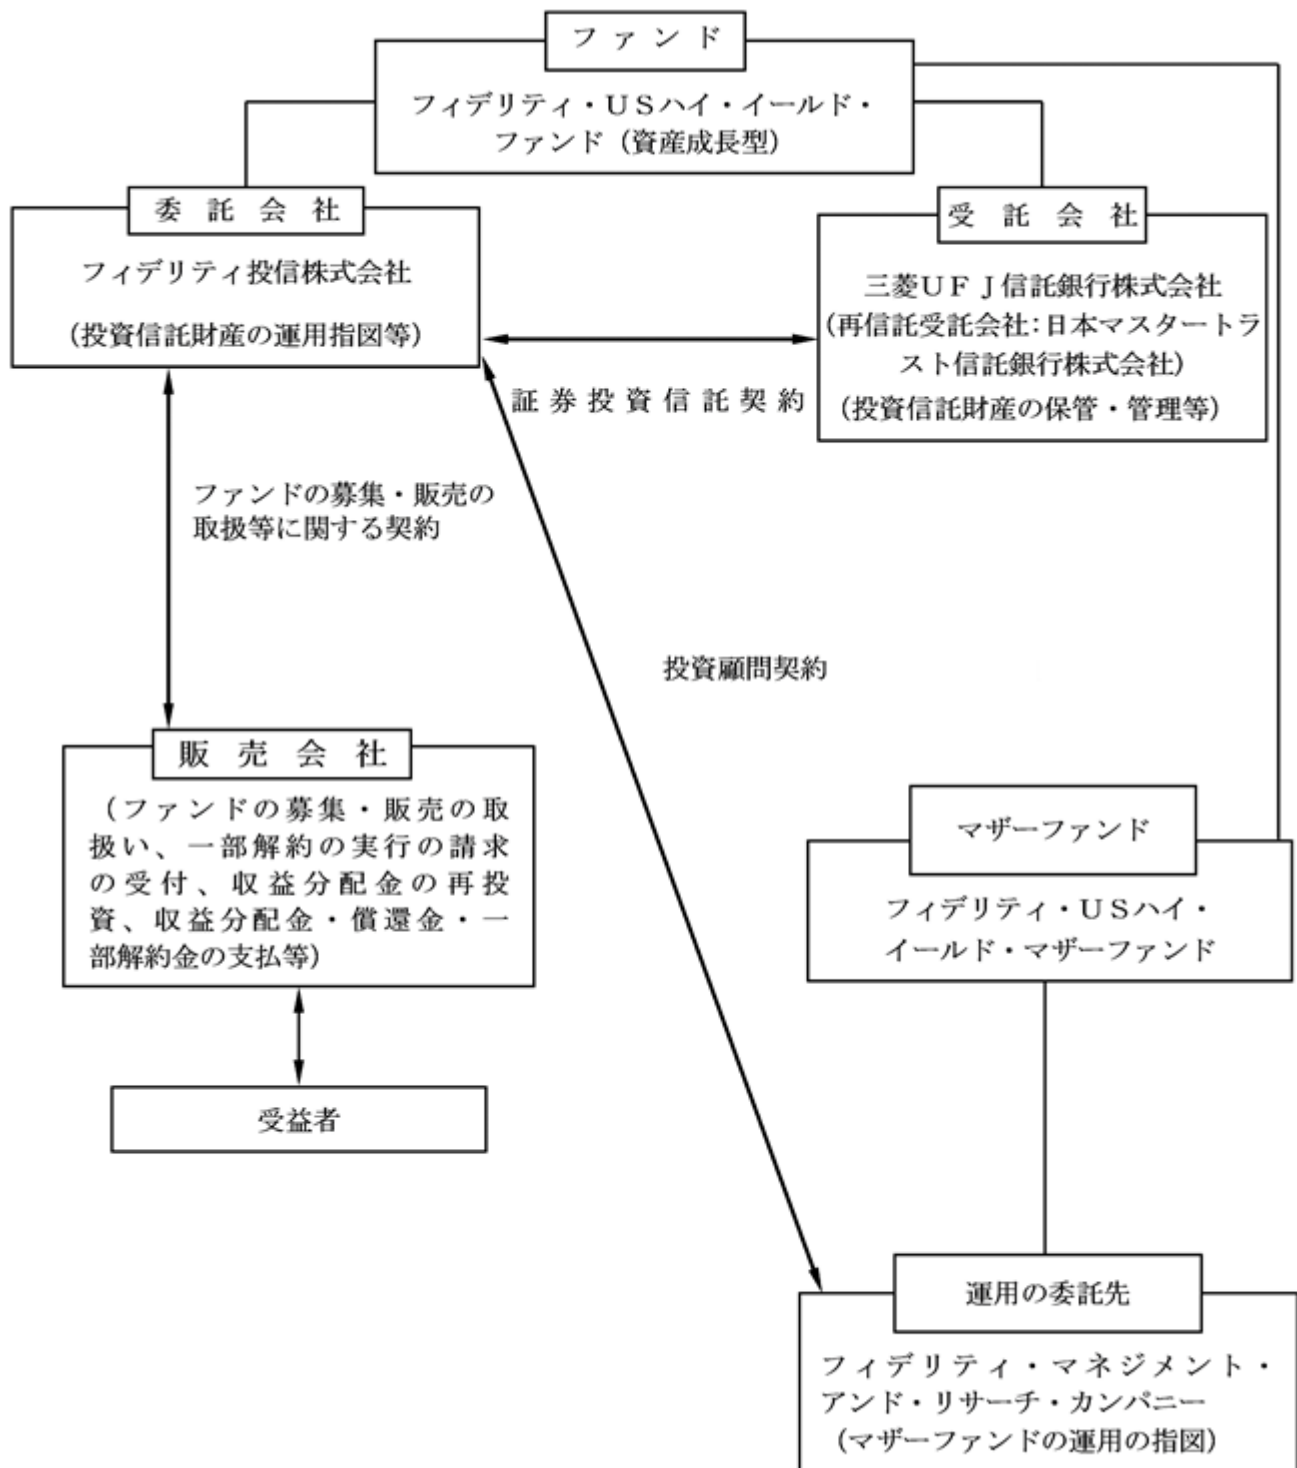 ファンド
フィデリティ・ＵＳハイ・イールド・
ファンド（資産成長型）
委託会社
フィデリティ投信株式会社
（投資信託財産の運用指図等）
受託会社
三菱ＵＦＪ信託銀行株式会社
（再信託受託会社：日本マスタートラ
スト信託銀行株式会社）
（投資信託財産の保管・管理等）
証券投資信託契約
ファンドの募集・販売の
取扱等に関する契約
投資顧問契約
販売会社
（ファンドの募集・販売の取
扱い、一部解約の実行の請求
の受付、収益分配金の再投
資、収益分配金・償還金・一
部解約金の支払等）
マザーファンド
フィデリティ・ＵＳハイ・
イールド・マザーファンド
受益者
運用の委託先
フィデリティ・マネジメント・
アンド・リサーチ・カンパニー
（マザーファンドの運用の指図）